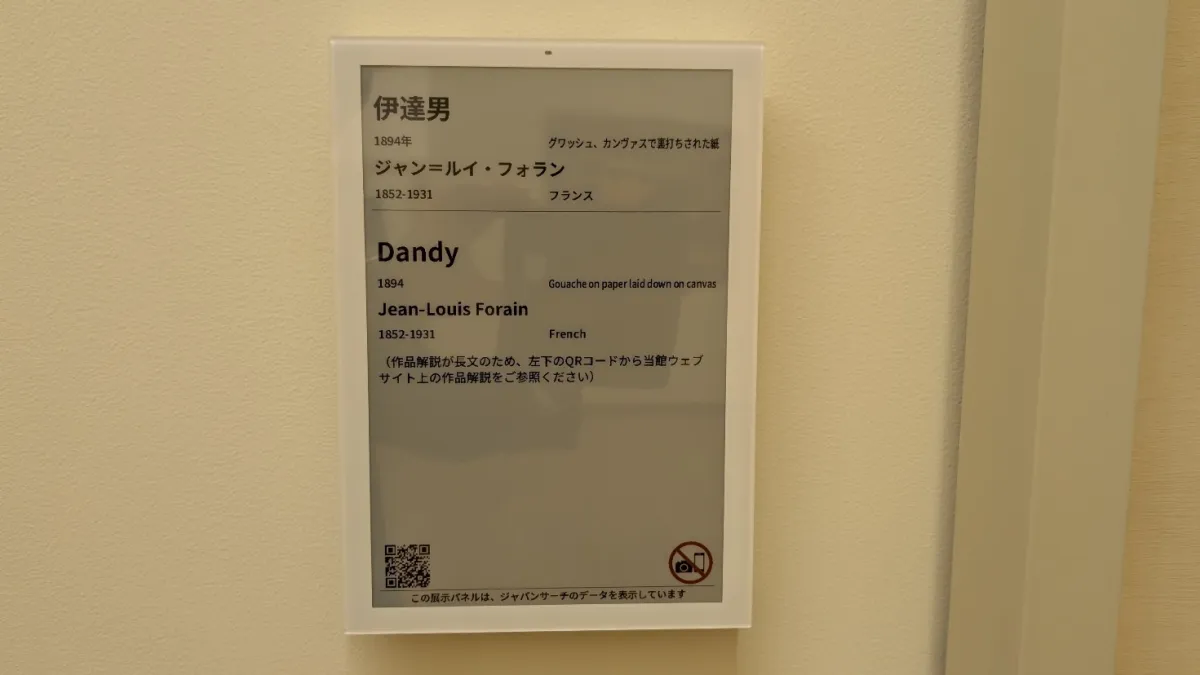 伊達男
1894年 グワッシュ、カンヴァスで裏打ちされた紙
ジャン＝ルイ・フォラン
1852-1931 フランス
Dandy
1894 Gouache on paper laid down on canvas
Jean-Louis Forain
1852-1931 French
（作品解説が長文のため、左下のQRコードから当館ウェブ
サイト上の作品解説をご参照ください）
この展示パネルは、ジャパンサーチのデータを表示しています